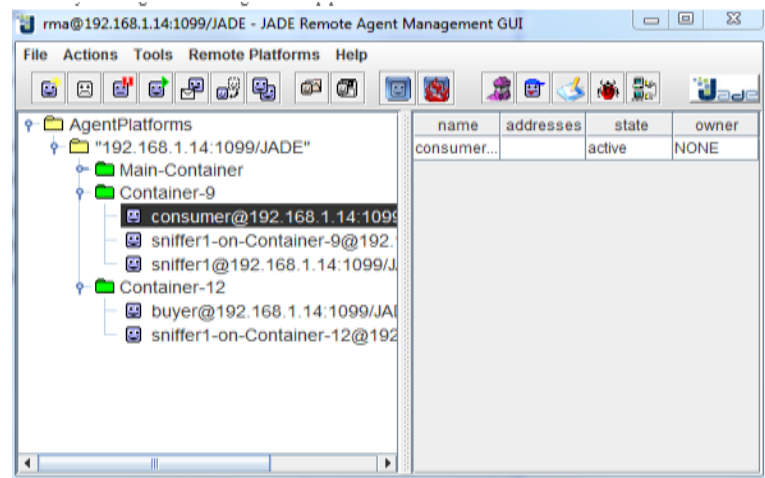 rma@192.168.1.14:1099/JADE - JADE Remote Agent Management GUI
File Actions Tools Remote Platforms Help
Jade
AgentPlatforms
"192.168.1.14:1099/JADE"
Main-Container
Container-9
consumer@192.168.1.14:1099
sniffer1-on-Container-9@192.
sniffer1@192.168.1.14:1099/J
Container-12
buyer@192.168.1.14:1099/JA
sniffer1-on-Container-12@192
name addresses state owner
consumer... active NONE